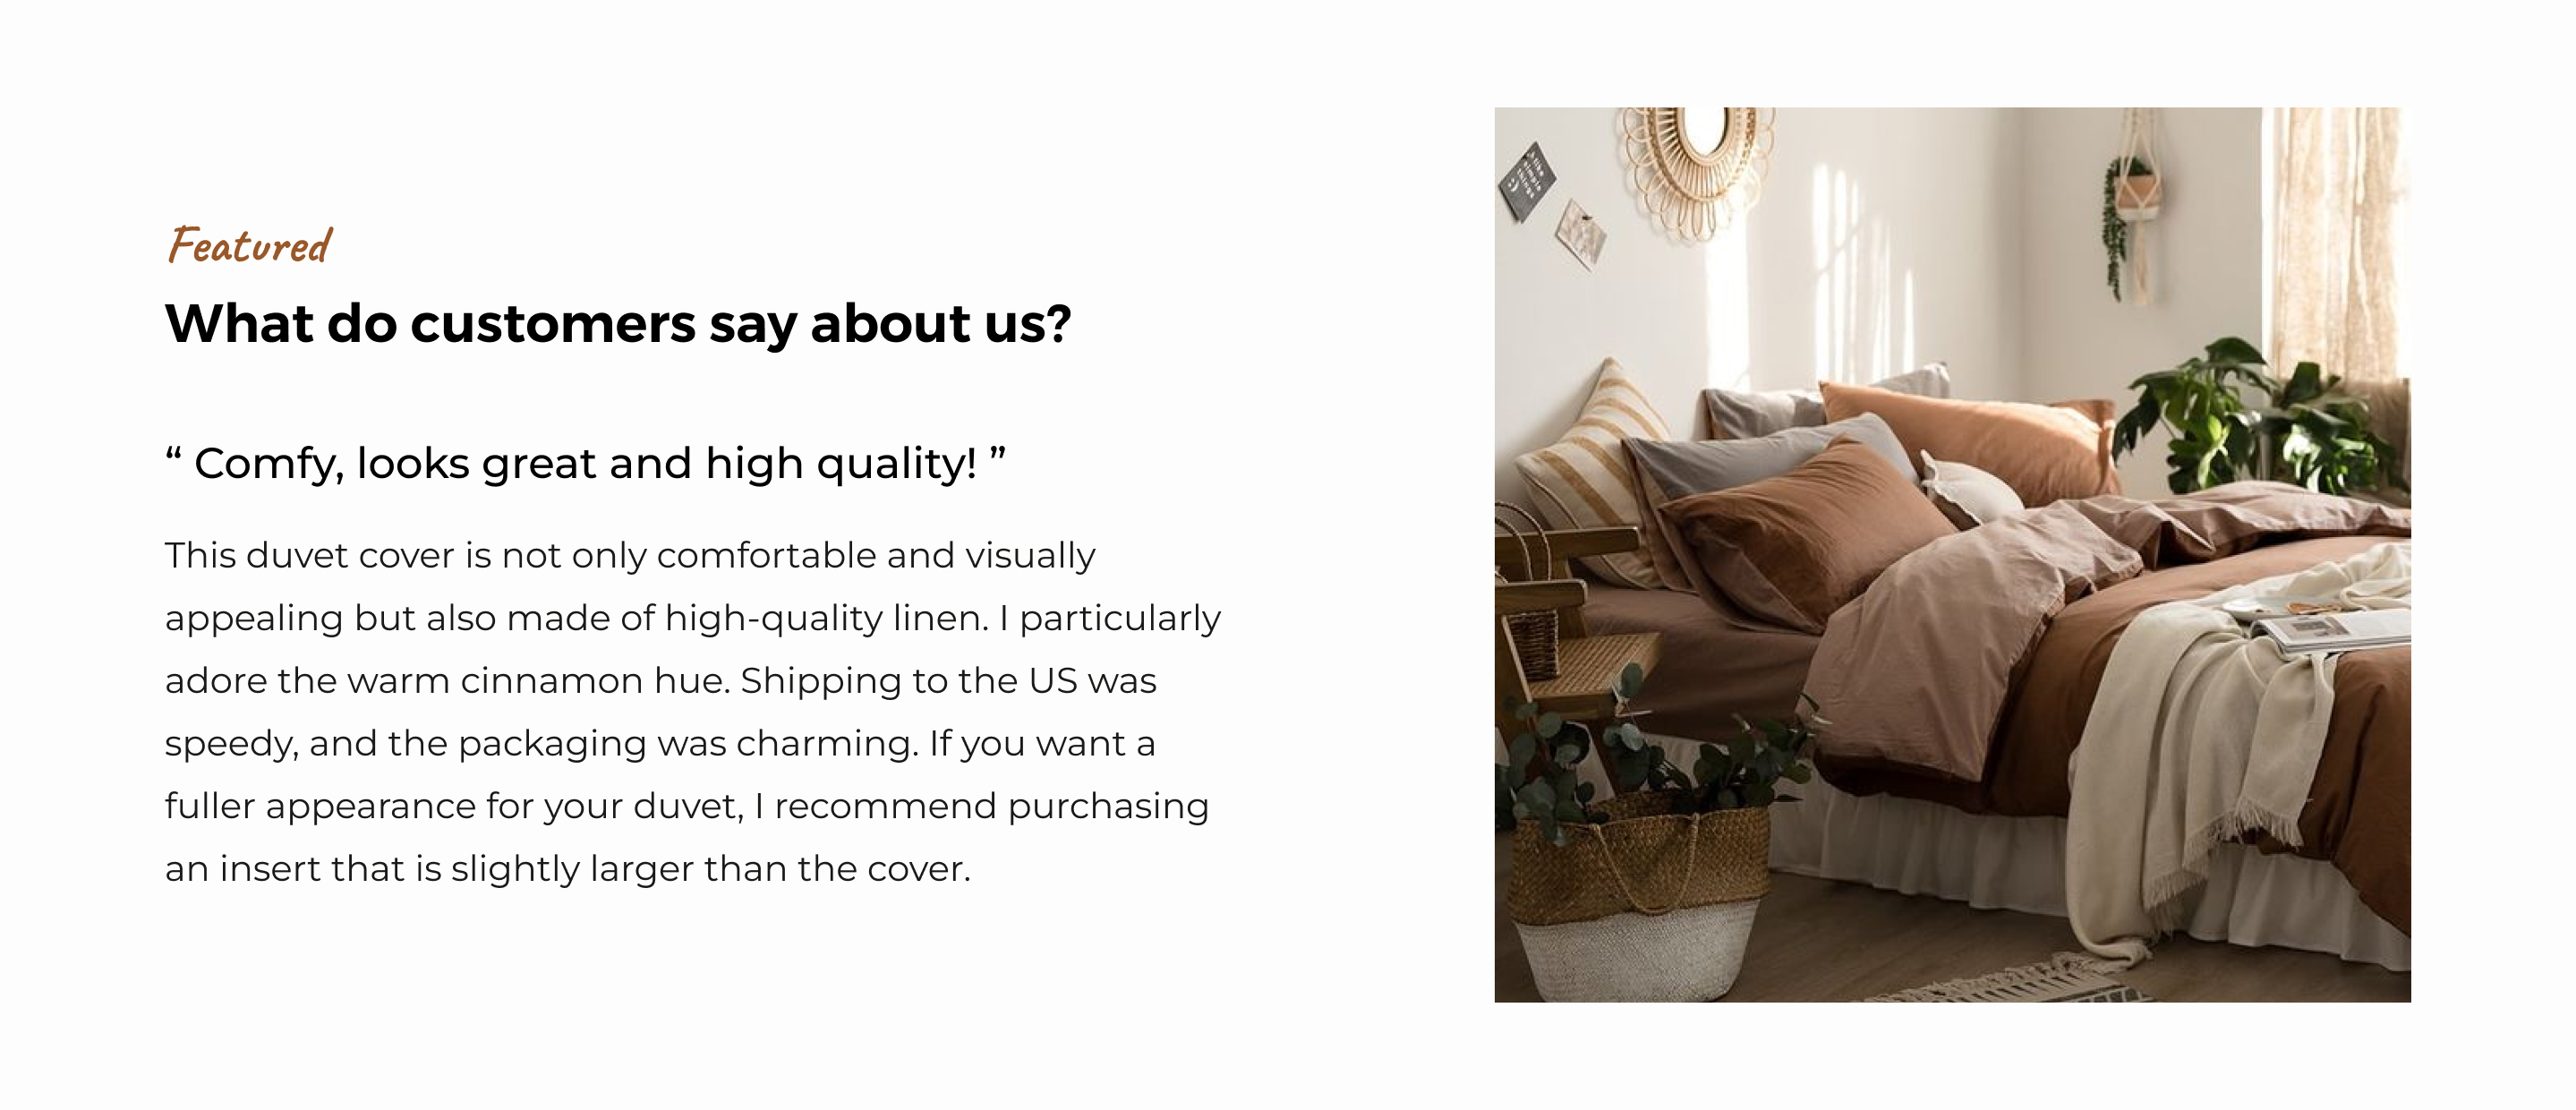 Featured
What do customers say about us?
“ Comfy, looks great and high quality! ”
This duvet cover is not only comfortable and visually
appealing but also made of high-quality linen. I particularly
adore the warm cinnamon hue. Shipping to the US was
speedy, and the packaging was charming. If you want a
fuller appearance for your duvet, I recommend purchasing
an insert that is slightly larger than the cover.
like
simple
things
:)